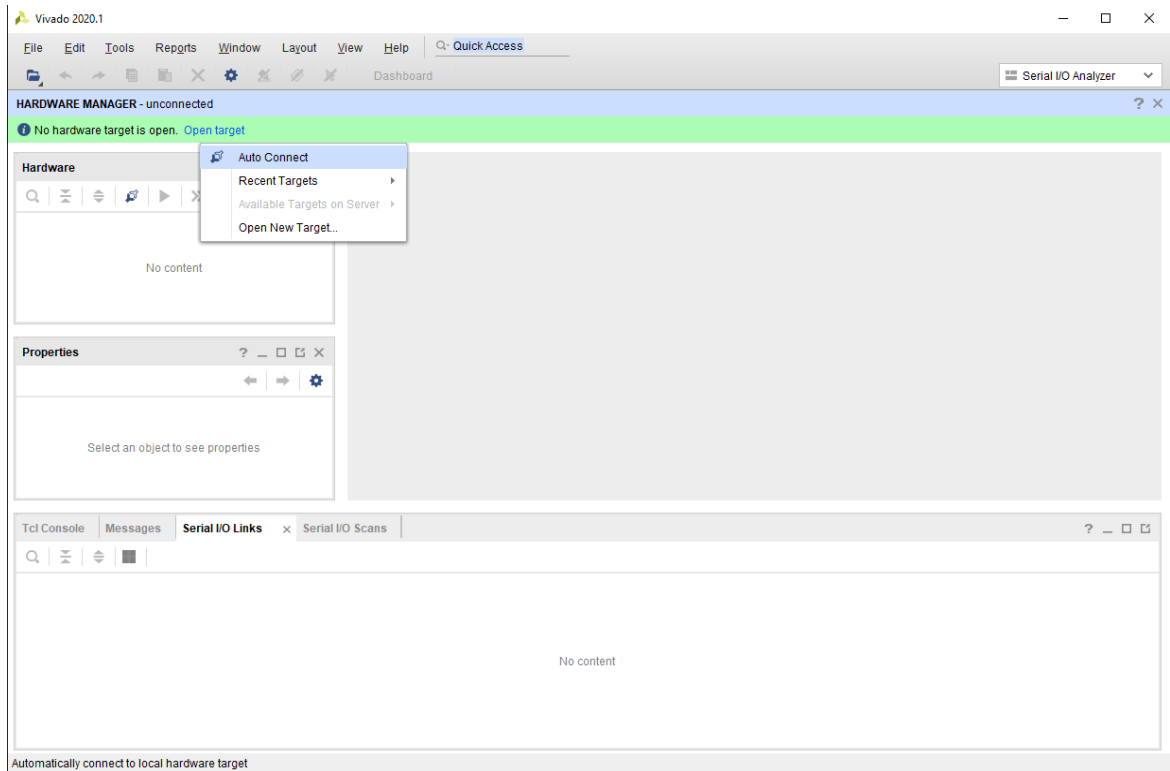 Vivado 2020.1
File Edit Tools Reports Window Layout View Help Quick Access
Dashboard
Serial I/O Analyzer
HARDWARE MANAGER - unconnected
No hardware target is open. Open target
Hardware
Auto Connect
Recent Targets
Available Targets on Server
Open New Target...
No content
Properties
Select an object to see properties
Tcl Console Messages Serial I/O Links Serial I/O Scans
No content
Automatically connect to local hardware target